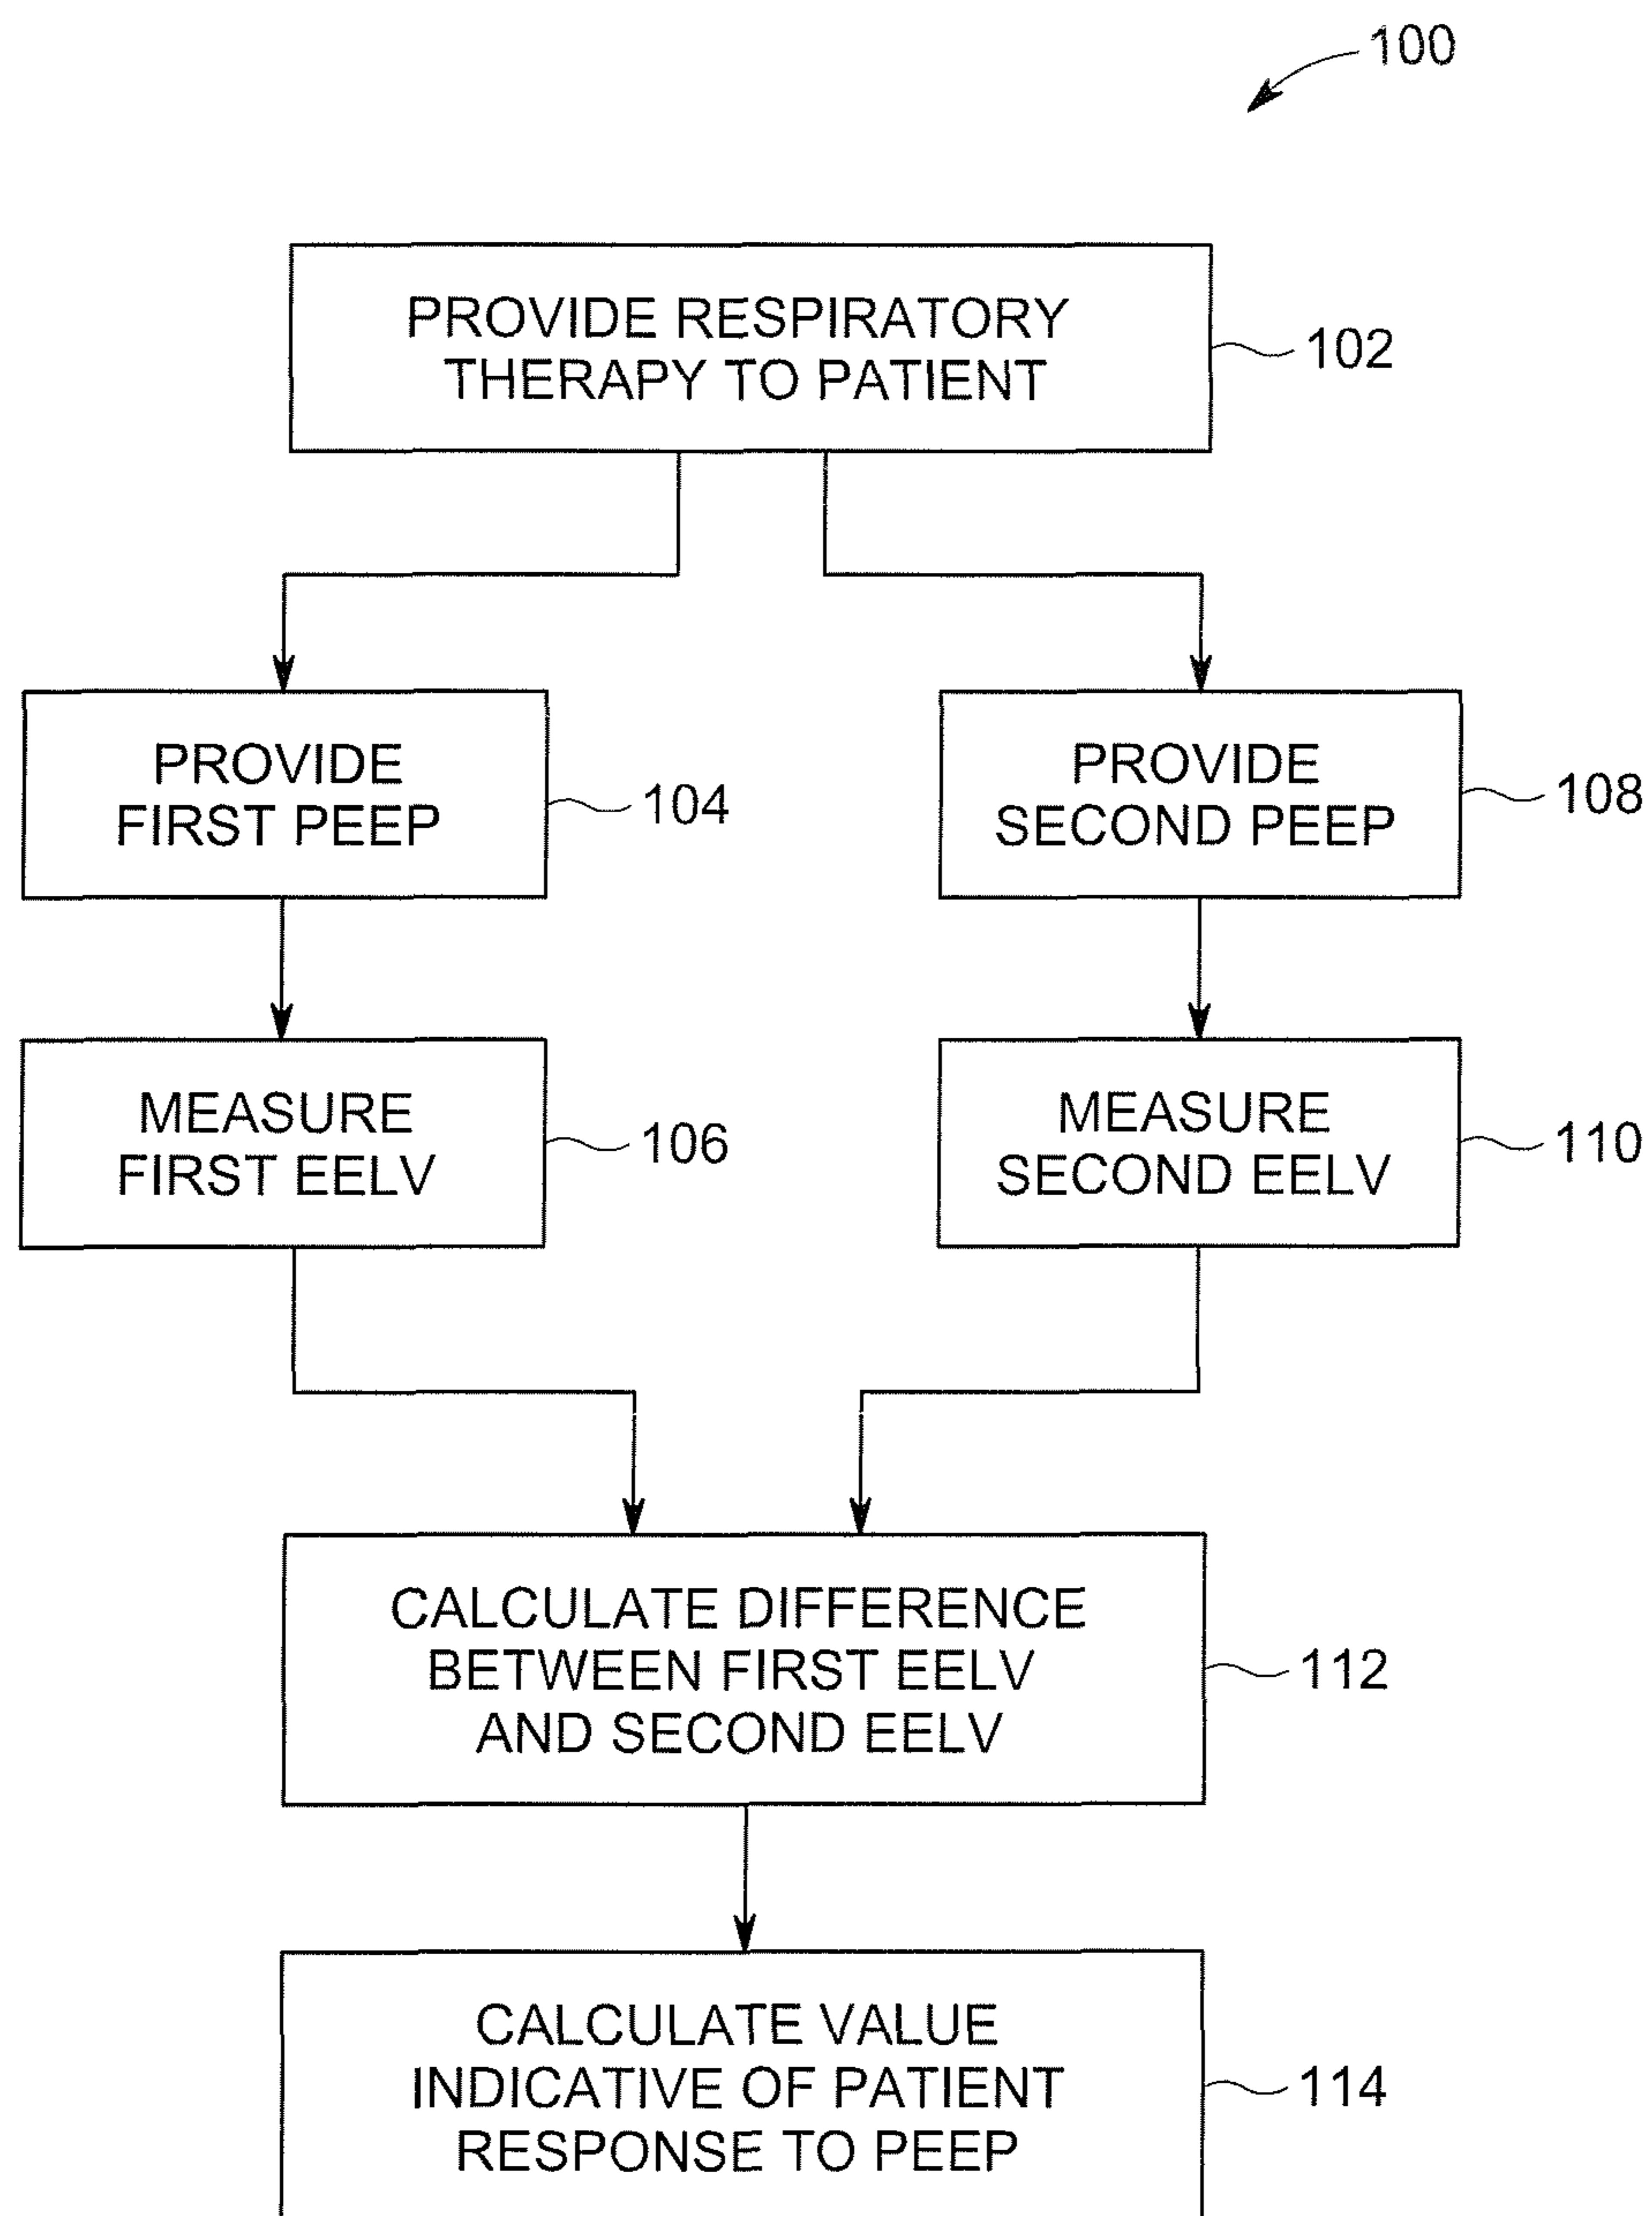 100
PROVIDE RESPIRATORY
THERAPY TO PATIENT
102
PROVIDE
FIRST PEEP
104
PROVIDE
SECOND PEEP
108
MEASURE
FIRST EELV
106
MEASURE
SECOND EELV
110
CALCULATE DIFFERENCE
BETWEEN FIRST EELV
AND SECOND EELV
112
CALCULATE VALUE
INDICATIVE OF PATIENT
RESPONSE TO PEEP
114